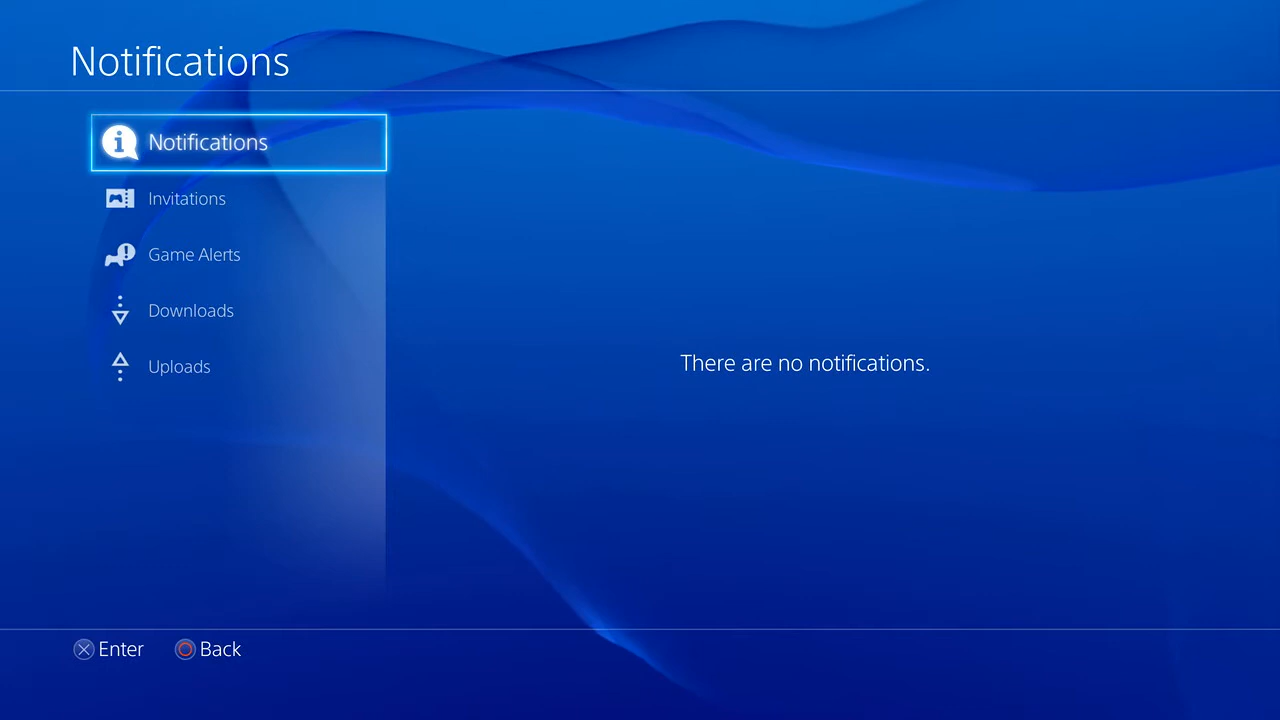 Notifications
Notifications
Invitations
Game Alerts
Downloads
Uploads
There are no notifications.
Enter Back